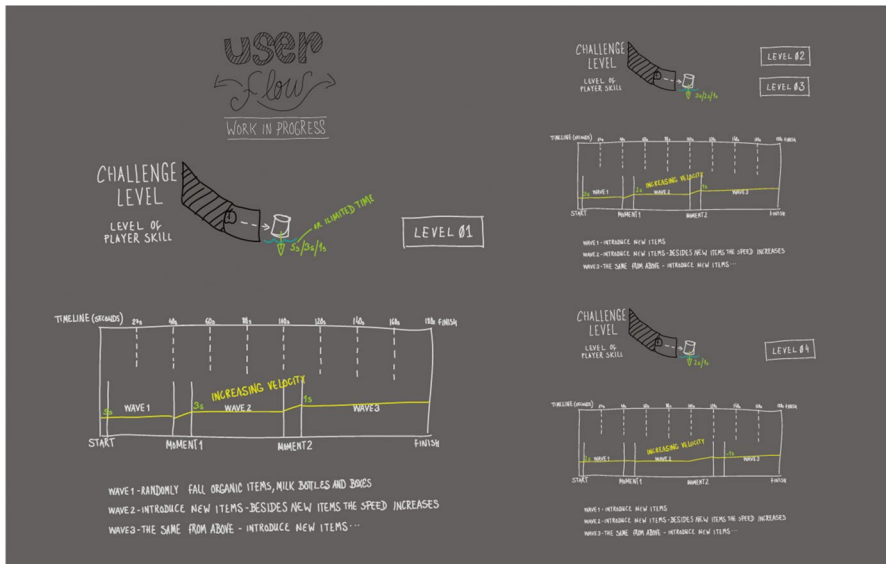 user
flow
WORK IN PROGRESS
CHALLENGE
LEVEL
LEVEL OF
PLAYER SKILL
OR ILIMITED TIME
LEVEL 01
TIMELINE (SECONDS)
20s 40s 60s 80s 100s 120s 140s 160s 180s FINISH
INCREASING VELOCITY
WAVE 1
3s
WAVE 2
1s
WAVE 3
START
MOMENT 1
MOMENT 2
FINISH
WAVE 1 - RANDOMLY FALL ORGANIC ITEMS, MILK BOTTLES AND BOXES
WAVE 2 - INTRODUCE NEW ITEMS - BESIDES NEW ITEMS THE SPEED INCREASES
WAVE 3 - THE SAME FROM ABOVE - INTRODUCE NEW ITEMS ...
CHALLENGE
LEVEL
LEVEL OF
PLAYER SKILL
LEVEL 02
LEVEL 03
TIMELINE (SECONDS)
FINISH
INCREASING VELOCITY
WAVE 1
WAVE 2
WAVE 3
START
MOMENT 1
MOMENT 2
FINISH
WAVE 1 - INTRODUCE NEW ITEMS
WAVE 2 - INTRODUCE NEW ITEMS - BESIDES NEW ITEMS THE SPEED INCREASES
WAVE 3 - THE SAME FROM ABOVE - INTRODUCE NEW ITEMS ...
CHALLENGE
LEVEL
LEVEL OF
PLAYER SKILL
LEVEL 04
TIMELINE (SECONDS)
FINISH
INCREASING VELOCITY
WAVE 1
WAVE 2
WAVE 3
START
MOMENT 1
MOMENT 2
FINISH
WAVE 1 - INTRODUCE NEW ITEMS
WAVE 2 - INTRODUCE NEW ITEMS - BESIDES NEW ITEMS THE SPEED INCREASES
WAVE 3 - THE SAME FROM ABOVE - INTRODUCE NEW ITEMS ...